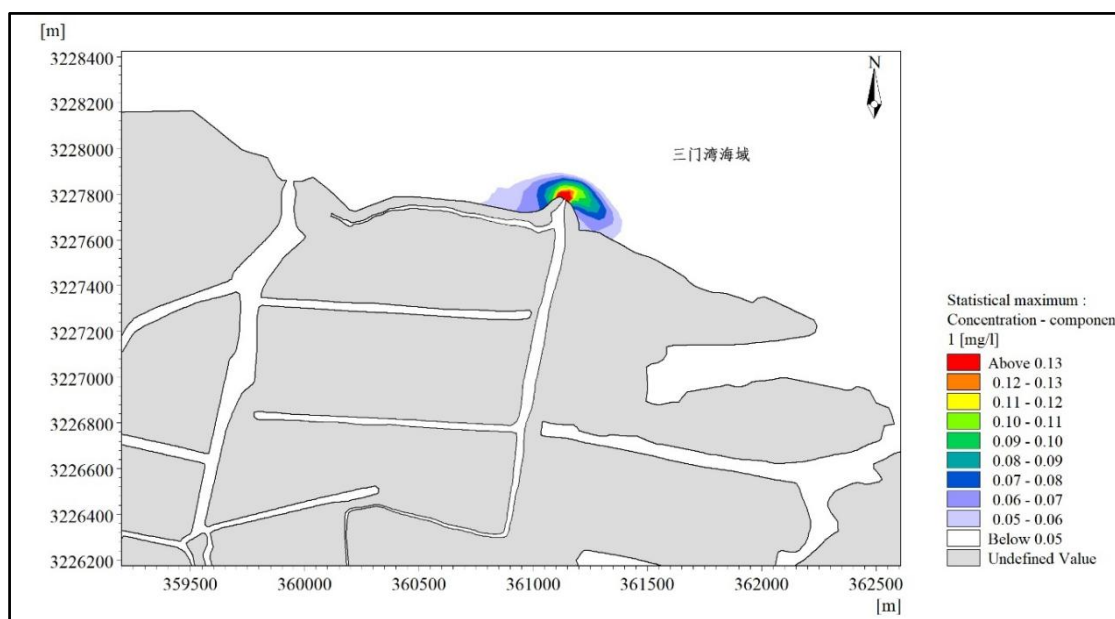 [m]
3228400
3228200
3228000
3227800
3227600
3227400
3227200
3227000
3226800
3226600
3226400
3226200
359500 360000 360500 361000 361500 362000 362500
[m]
N
三门湾海域
Statistical maximum :
Concentration - component
1 [mg/l]
Above 0.13
0.12 - 0.13
0.11 - 0.12
0.10 - 0.11
0.09 - 0.10
0.08 - 0.09
0.07 - 0.08
0.06 - 0.07
0.05 - 0.06
Below 0.05
Undefined Value